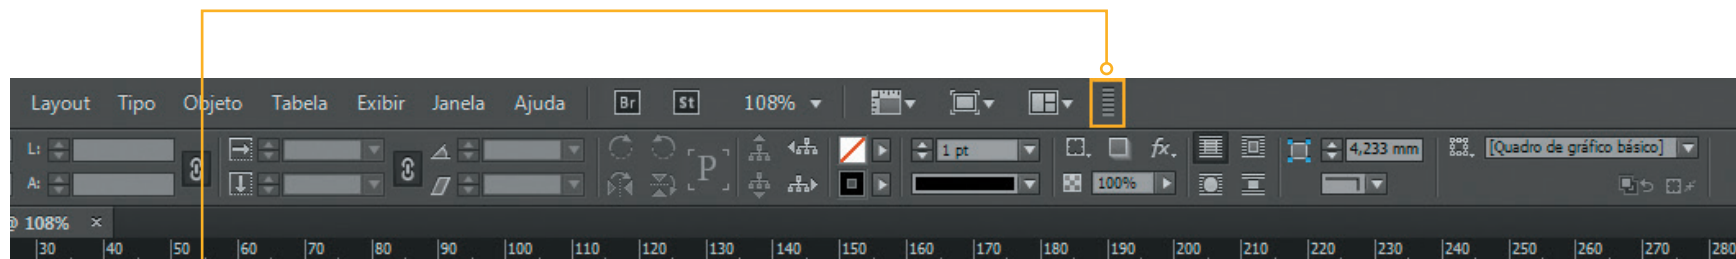 Layout Tipo Objeto Tabela Exibir Janela Ajuda Br St 108%
L: 1 pt fx. 4,233 mm [Quadro de gráfico básico]
A: P 100%
@ 108% ×
30 40 50 60 70 80 90 100 110 120 130 140 150 160 170 180 190 200 210 220 230 240 250 260 270 280